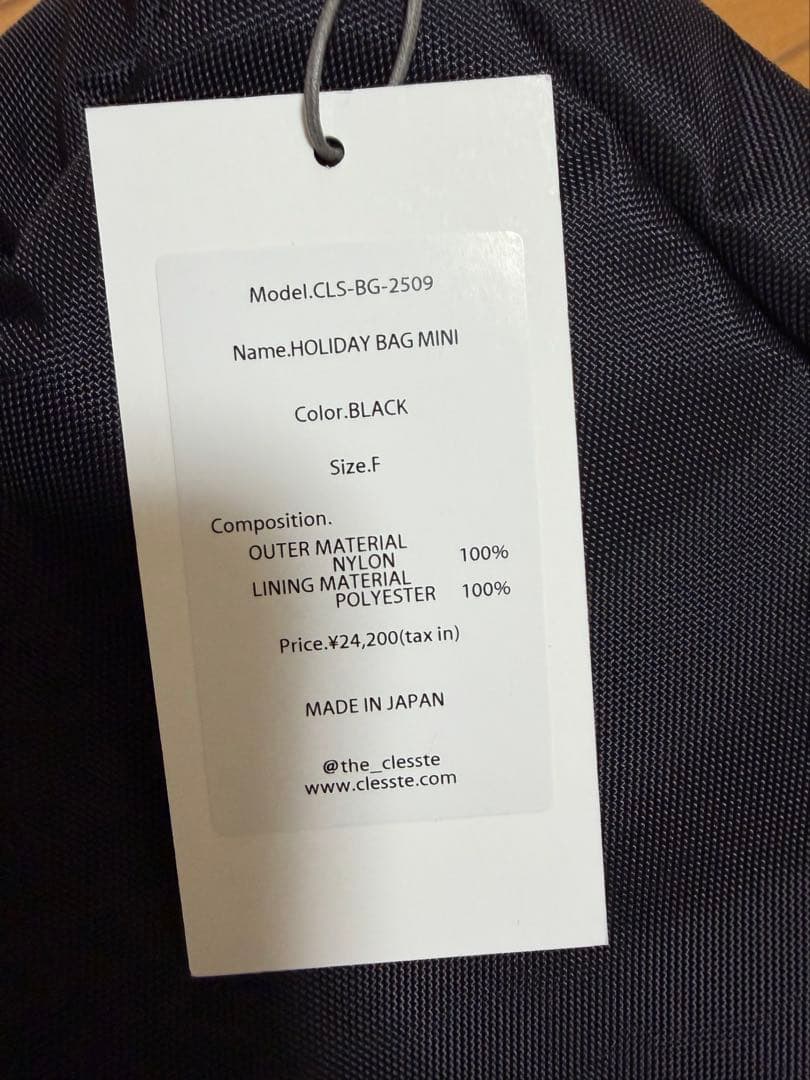 Model.CLS-BG-2509
Name.HOLIDAY BAG MINI
Color.BLACK
Size.F
Composition.
OUTER MATERIAL
NYLON 100%
LINING MATERIAL
POLYESTER 100%
Price.¥24,200(tax in)
MADE IN JAPAN
@the_clesste
www.clesste.com